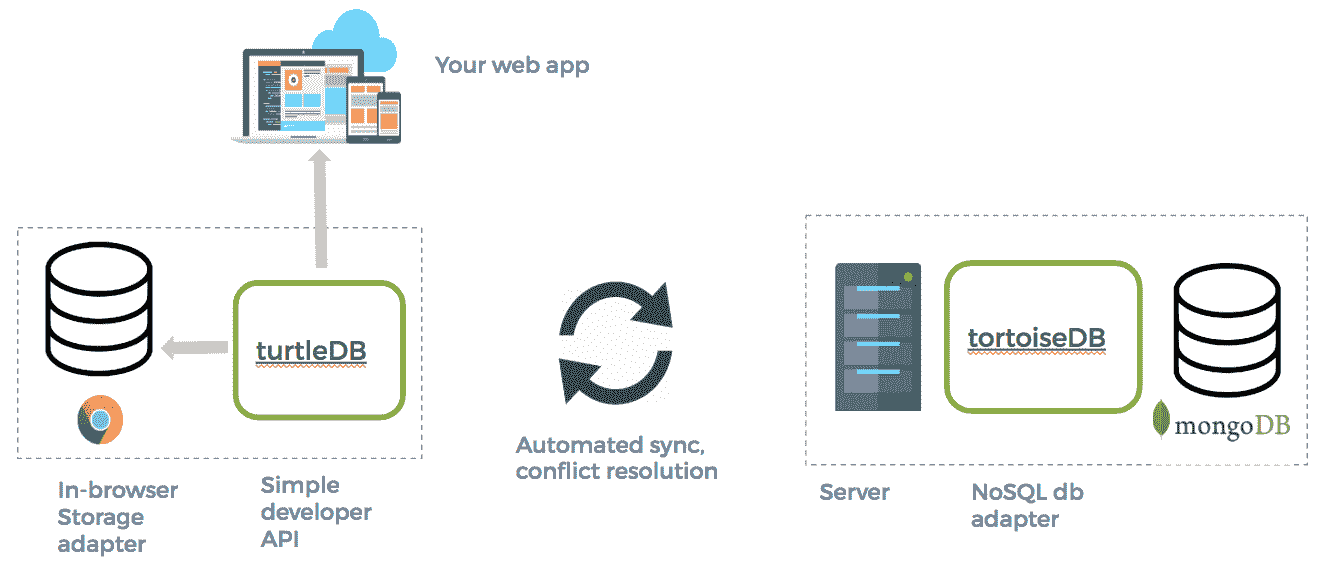 Your web app
turtleDB
tortoiseDB
mongoDB
Automated sync,
conflict resolution
In-browser
Storage
adapter
Simple
developer
API
Server
NoSQL db
adapter